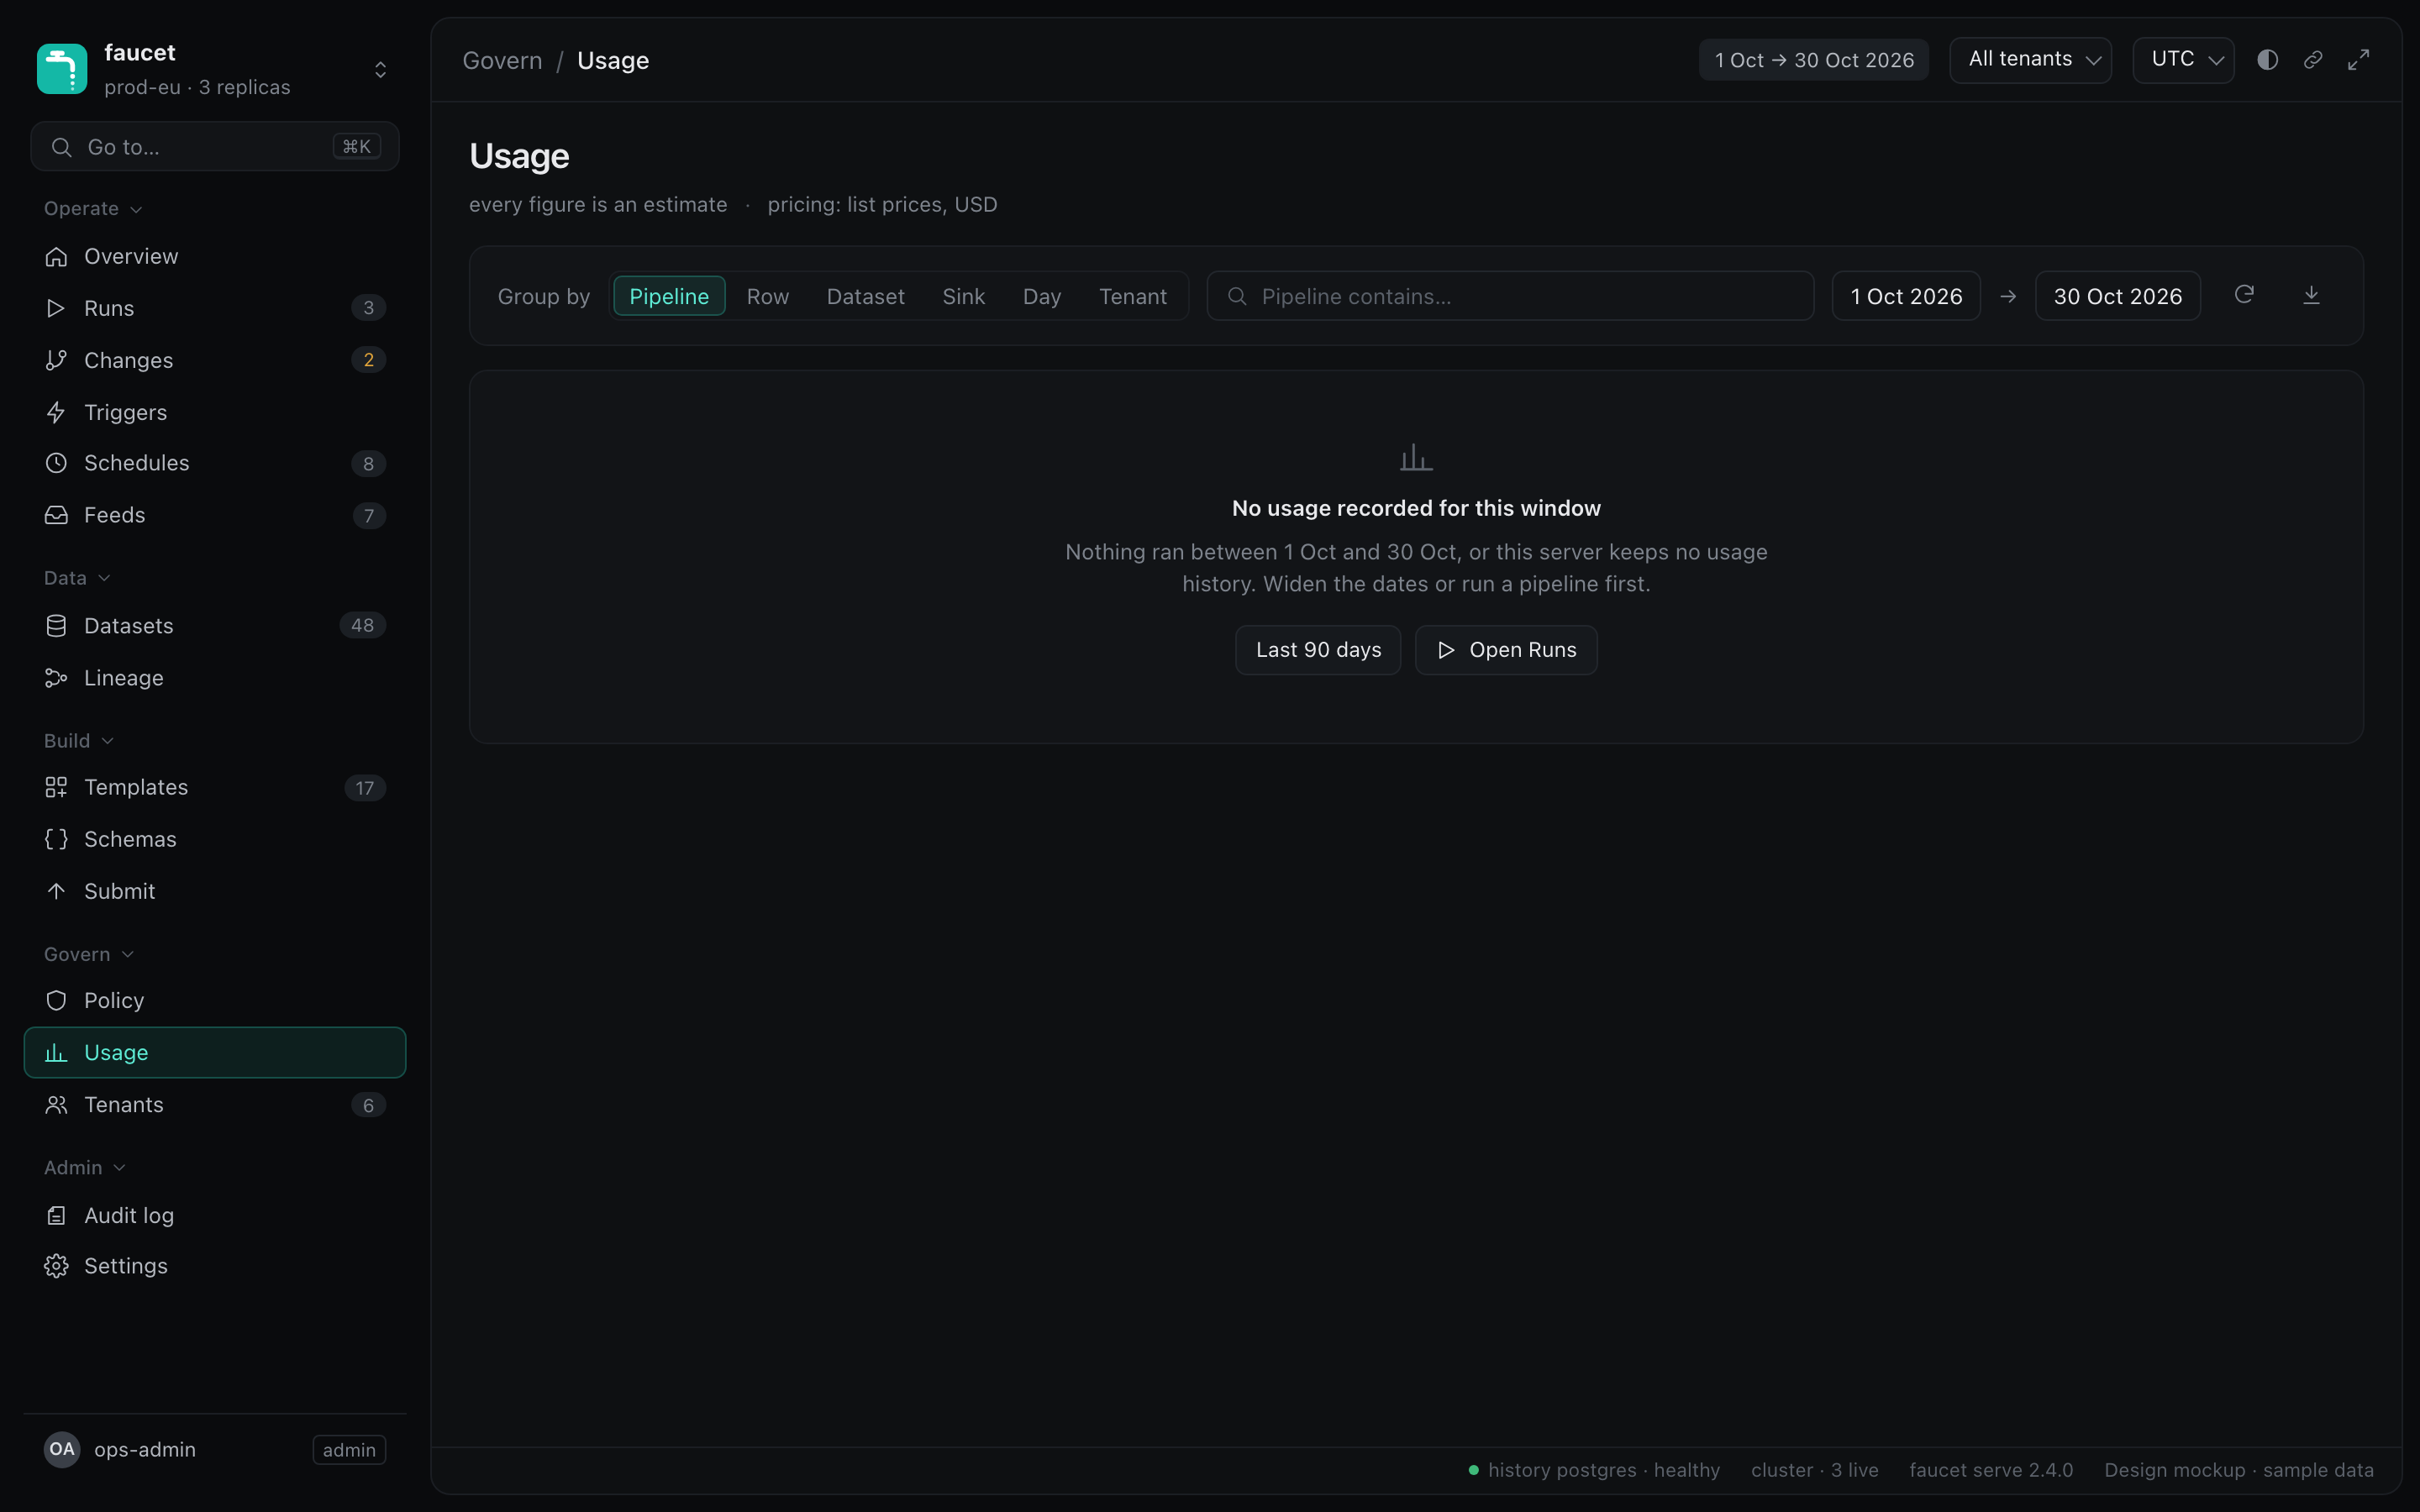 faucet
prod-eu · 3 replicas
Go to...
⌘K
Operate
Overview
Runs 3
Changes 2
Triggers
Schedules 8
Feeds 7
Data
Datasets 48
Lineage
Build
Templates 17
Schemas
Submit
Govern
Policy
Usage
Tenants 6
Admin
Audit log
Settings
OA ops-admin admin
Govern / Usage
1 Oct → 30 Oct 2026
All tenants
UTC
Usage
every figure is an estimate · pricing: list prices, USD
Group by Pipeline Row Dataset Sink Day Tenant
Pipeline contains...
1 Oct 2026 → 30 Oct 2026
No usage recorded for this window
Nothing ran between 1 Oct and 30 Oct, or this server keeps no usage
history. Widen the dates or run a pipeline first.
Last 90 days
Open Runs
history postgres · healthy
cluster · 3 live
faucet serve 2.4.0
Design mockup · sample data